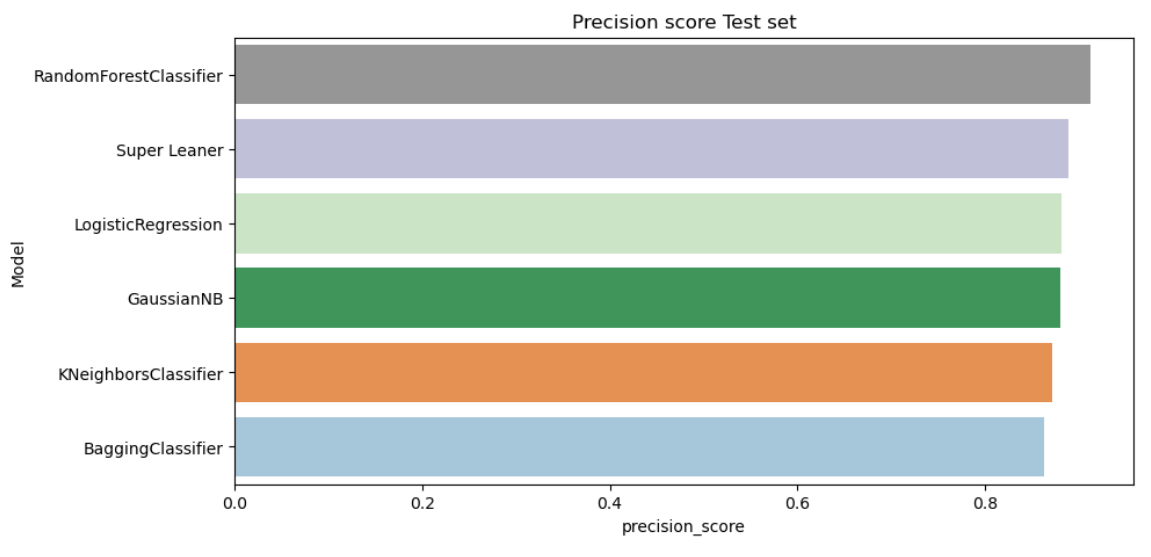 Precision score Test set
Model
RandomForestClassifier
Super Leaner
LogisticRegression
GaussianNB
KNeighborsClassifier
BaggingClassifier
0.0 0.2 0.4 0.6 0.8
precision_score